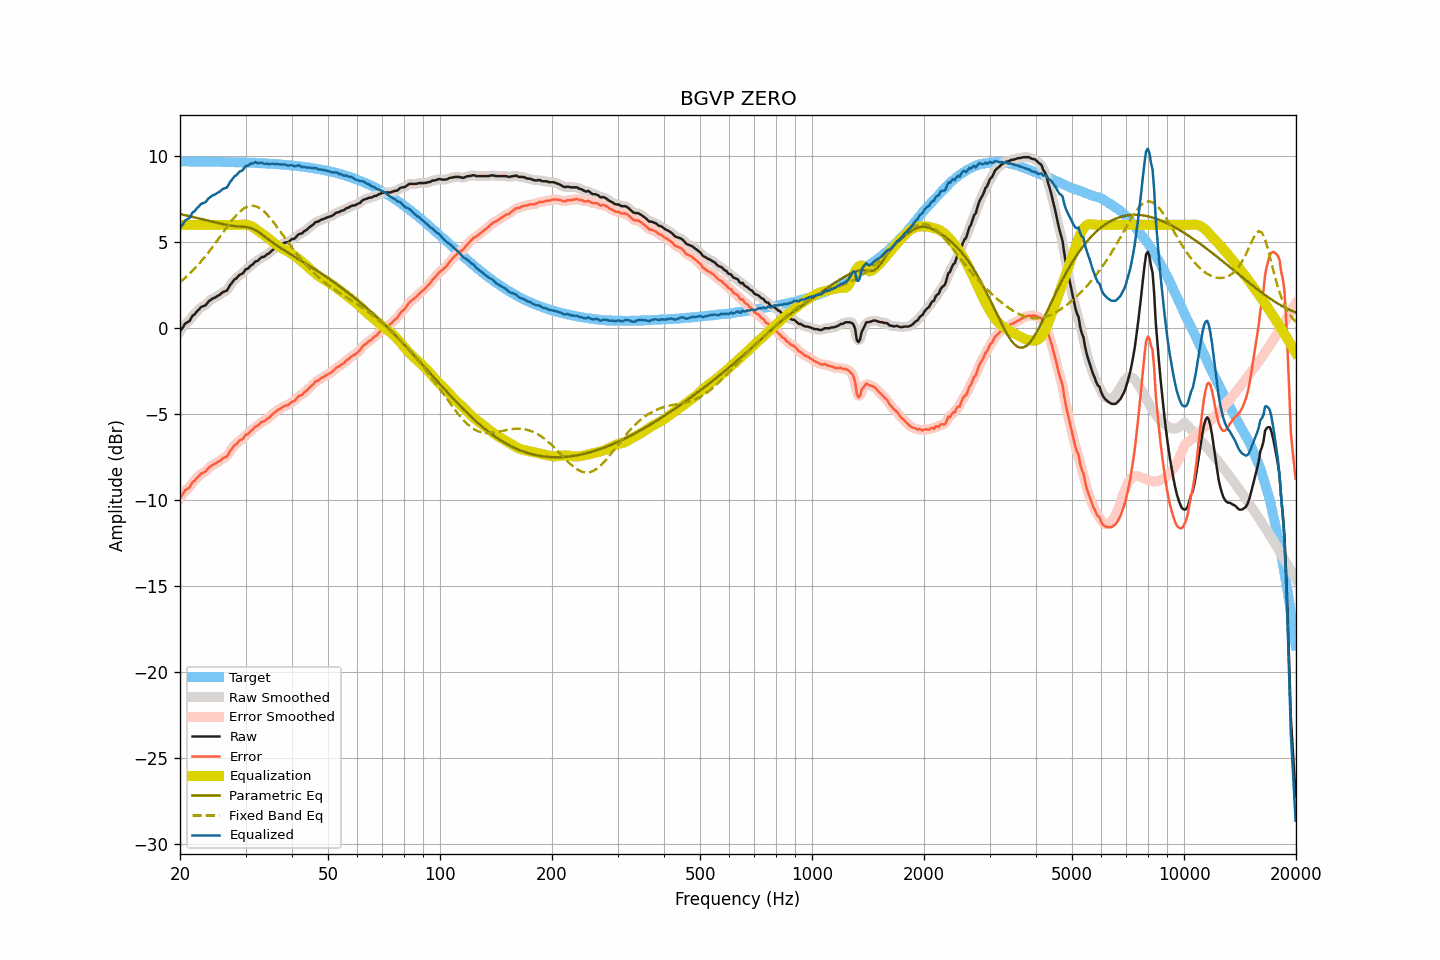 BGVP ZERO
Amplitude (dBr)
10
5
0
−5
−10
−15
−20
−25
−30
Target
Raw Smoothed
Error Smoothed
Raw
Error
Equalization
Parametric Eq
Fixed Band Eq
Equalized
20 50 100 200 500 1000 2000 5000 10000 20000
Frequency (Hz)